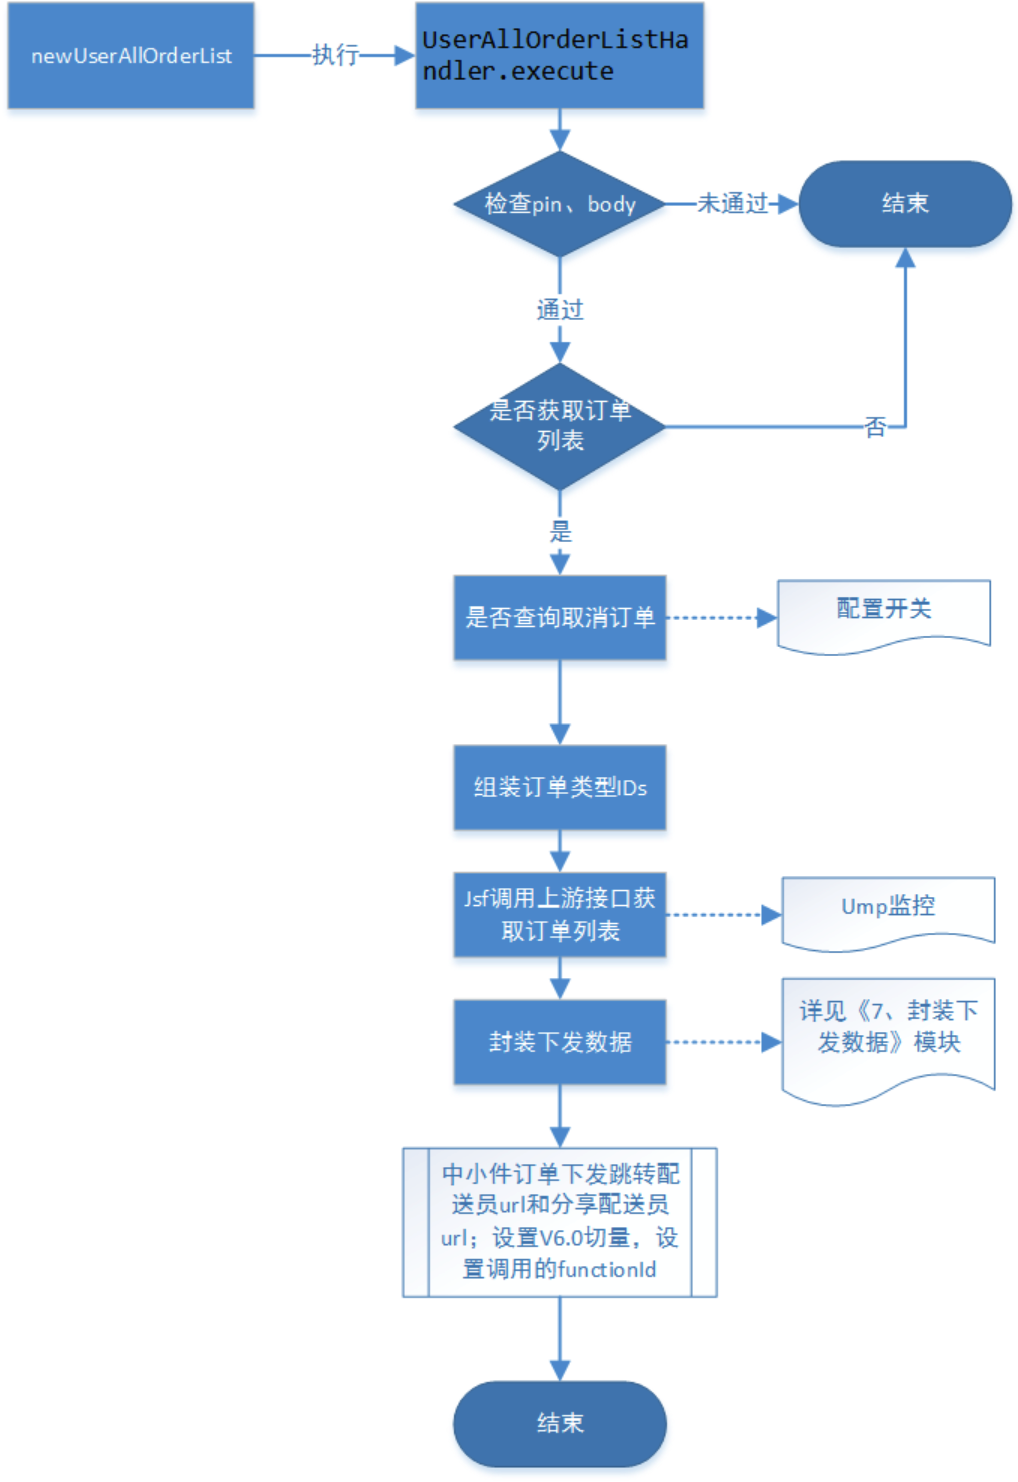 newUserAllOrderList
执行
UserAllOrderListHa
ndler.execute
检查pin、body
未通过
结束
通过
是否获取订单
列表
否
是
是否查询取消订单
配置开关
组装订单类型IDs
Jsf调用上游接口获
取订单列表
Ump监控
封装下发数据
详见《7、封装下
发数据》模块
中小件订单下发跳转配
送员url和分享配送员
url；设置V6.0切量，设
置调用的functionId
结束